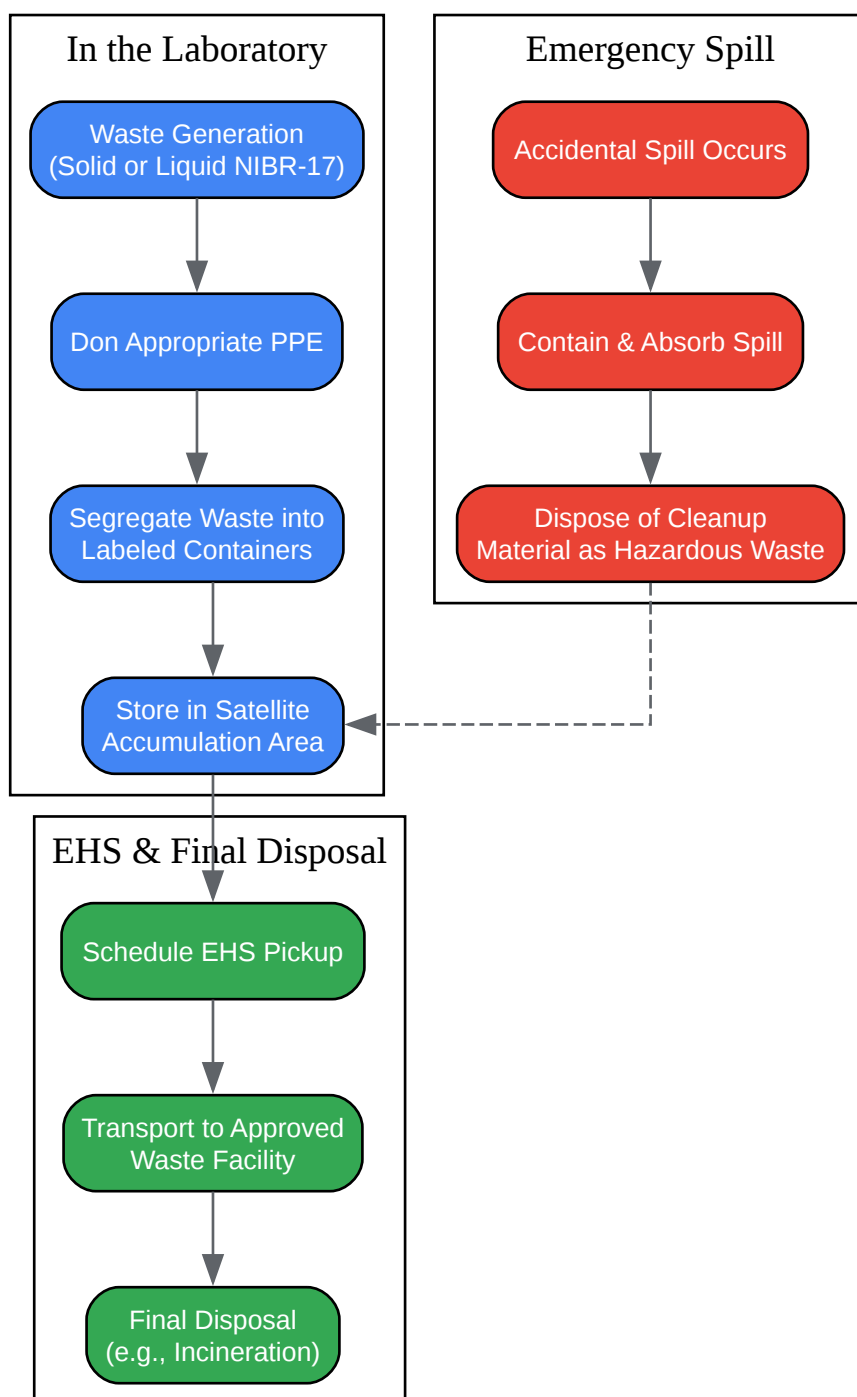 In the Laboratory
Waste Generation
(Solid or Liquid NIBR-17)
Don Appropriate PPE
Segregate Waste into
Labeled Containers
Store in Satellite
Accumulation Area
Emergency Spill
Accidental Spill Occurs
Contain & Absorb Spill
Dispose of Cleanup
Material as Hazardous Waste
EHS & Final Disposal
Schedule EHS Pickup
Transport to Approved
Waste Facility
Final Disposal
(e.g., Incineration)